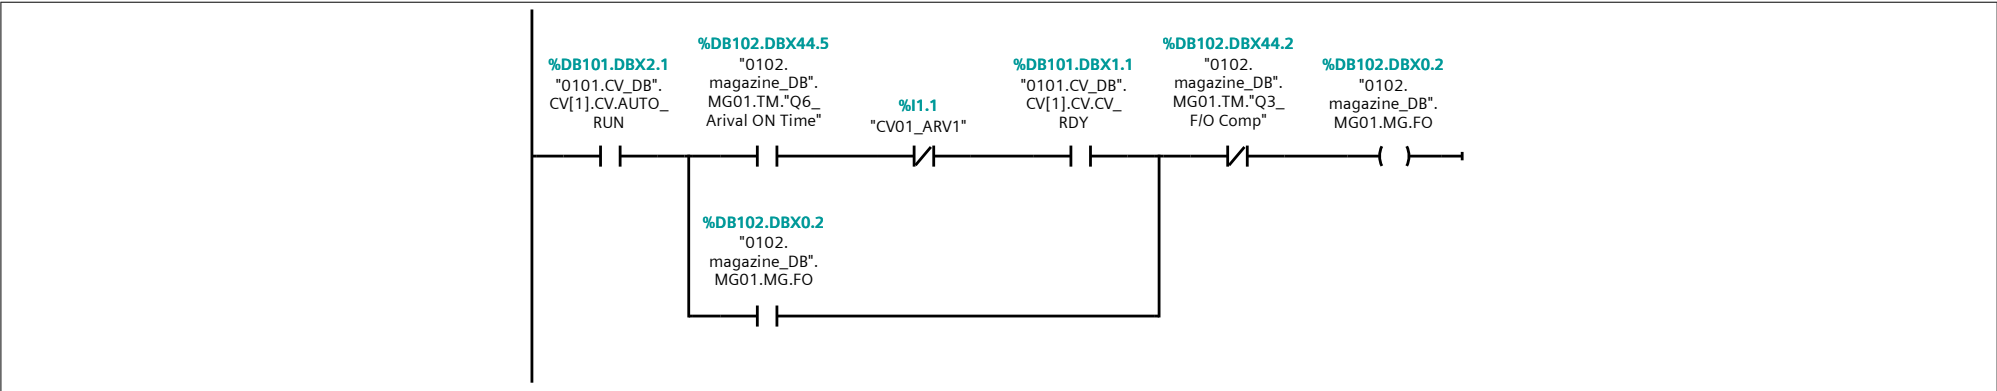 %DB101.DBX2.1
"0101.CV_DB".
CV[1].CV.AUTO_
RUN
%DB102.DBX44.5
"0102.
magazine_DB".
MG01.TM."Q6_
Arival ON Time"
%I1.1
"CV01_ARV1"
%DB101.DBX1.1
"0101.CV_DB".
CV[1].CV.CV_
RDY
%DB102.DBX44.2
"0102.
magazine_DB".
MG01.TM."Q3_
F/O Comp"
%DB102.DBX0.2
"0102.
magazine_DB".
MG01.MG.FO
%DB102.DBX0.2
"0102.
magazine_DB".
MG01.MG.FO